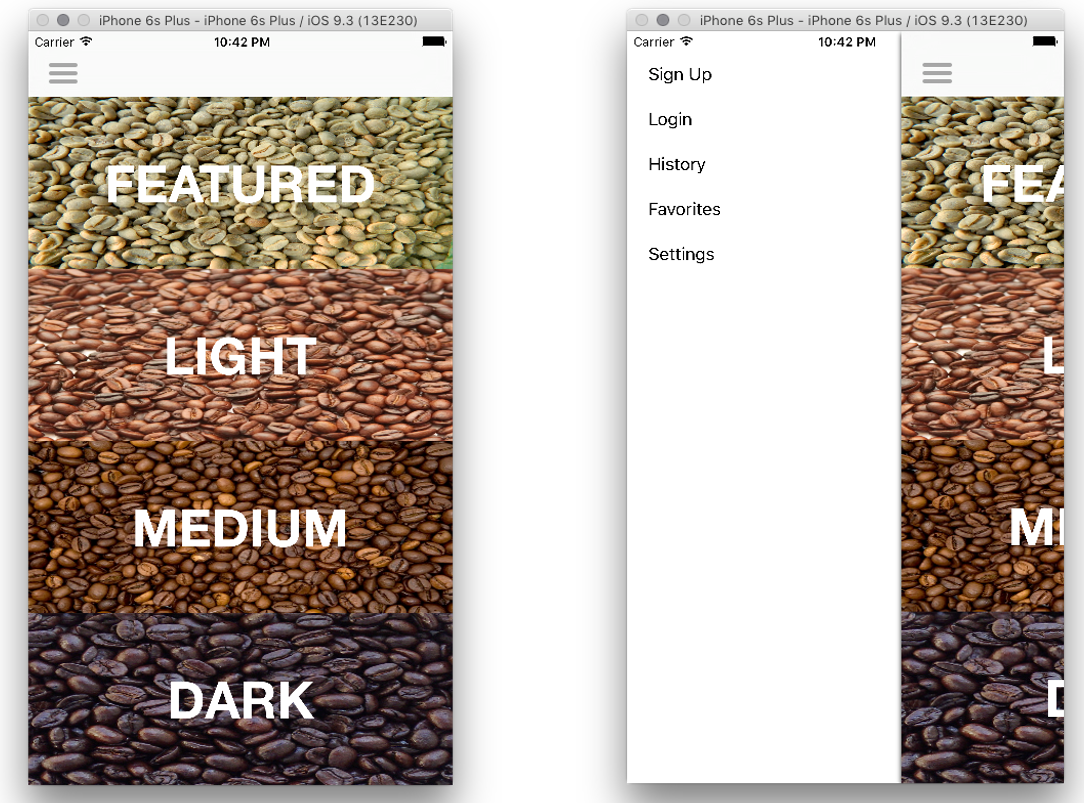 iPhone 6s Plus - iPhone 6s Plus / iOS 9.3 (13E230)
Carrier 10:42 PM
FEATURED
LIGHT
MEDIUM
DARK
iPhone 6s Plus - iPhone 6s Plus / iOS 9.3 (13E230)
Carrier 10:42 PM
Sign Up
Login
History
Favorites
Settings
FEA
L
ME
D